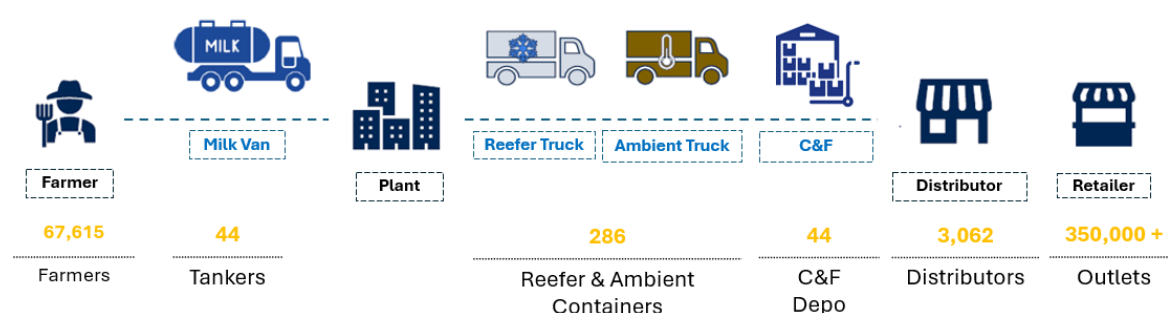 MILK
Milk Van
Reefer Truck
Ambient Truck
C&F
Farmer
Plant
Distributor
Retailer
67,615
44
286
44
3,062
350,000 +
Farmers
Tankers
Reefer & Ambient
Containers
C&F
Depo
Distributors
Outlets